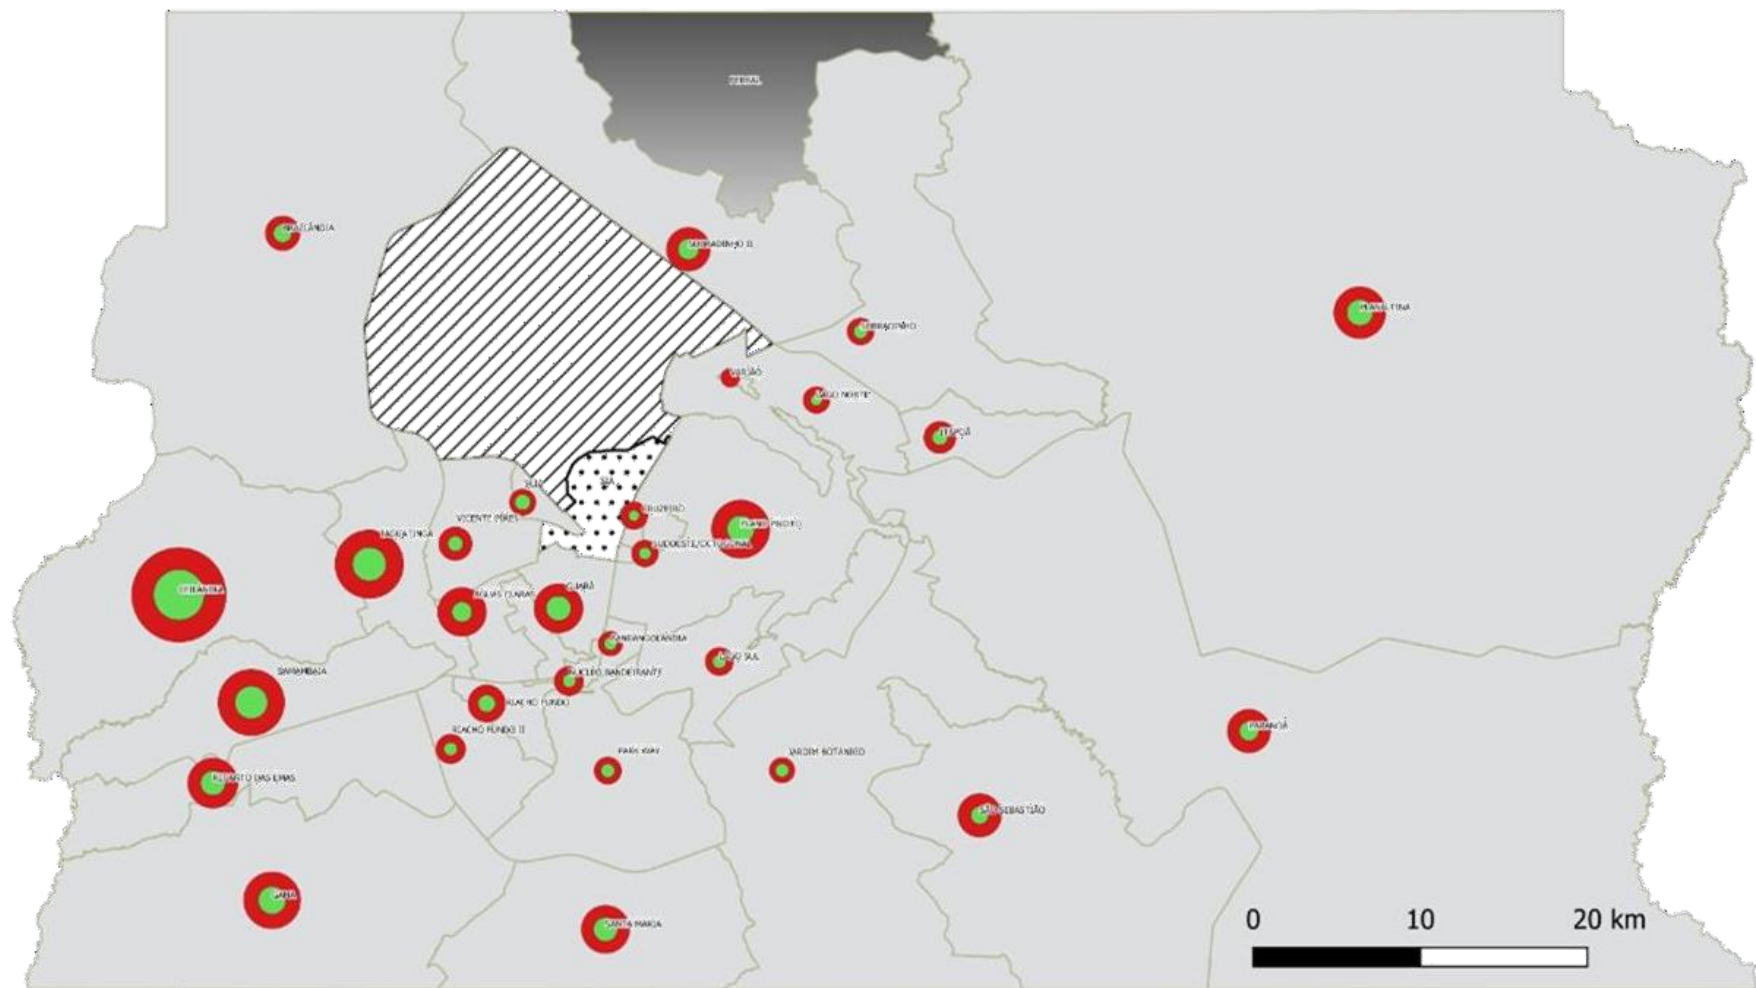 BRAZLÂNDIA
SOBRADINHO II
PLANALTINA
SOBRADINHO
VARJÃO
LAGO NORTE
ITAPOÃ
SIA
CRUZEIRO
VICENTE PIRES
PLANO PILOTO
TAGUATINGA
SUDOESTE/OCTOGONAL
CEILÂNDIA
ÁGUAS CLARAS
GUARÁ
CANDANGOLÂNDIA
LAGO SUL
SAMAMBAIA
NÚCLEO BANDEIRANTE
RIACHO FUNDO
RIACHO FUNDO II
PARANOÁ
PARK WAY
JARDIM BOTÂNICO
RECANTO DAS EMAS
SÃO SEBASTIÃO
GAMA
SANTA MARIA
0 10 20 km